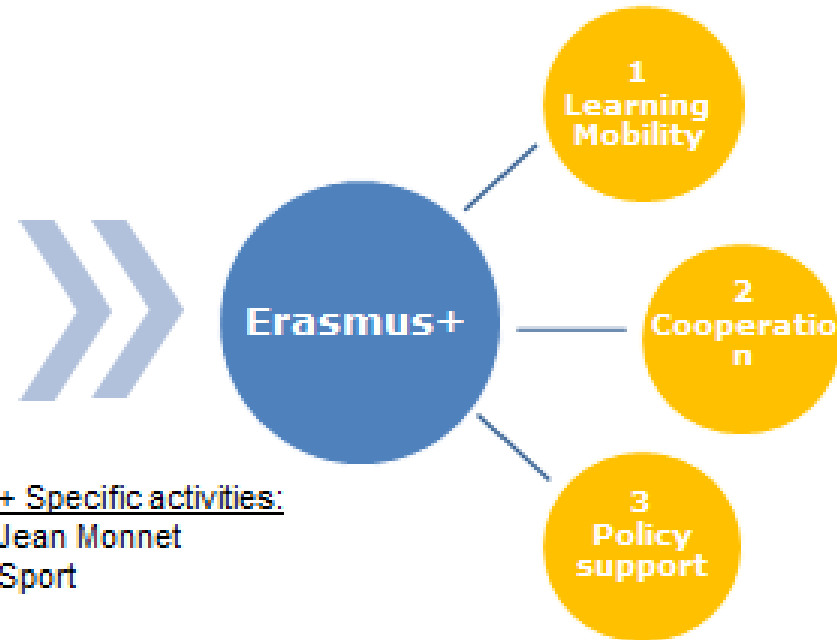 1
Learning
Mobility
Erasmus+
2
Cooperatio
n
3
Policy
support
+ Specific activities:
Jean Monnet
Sport